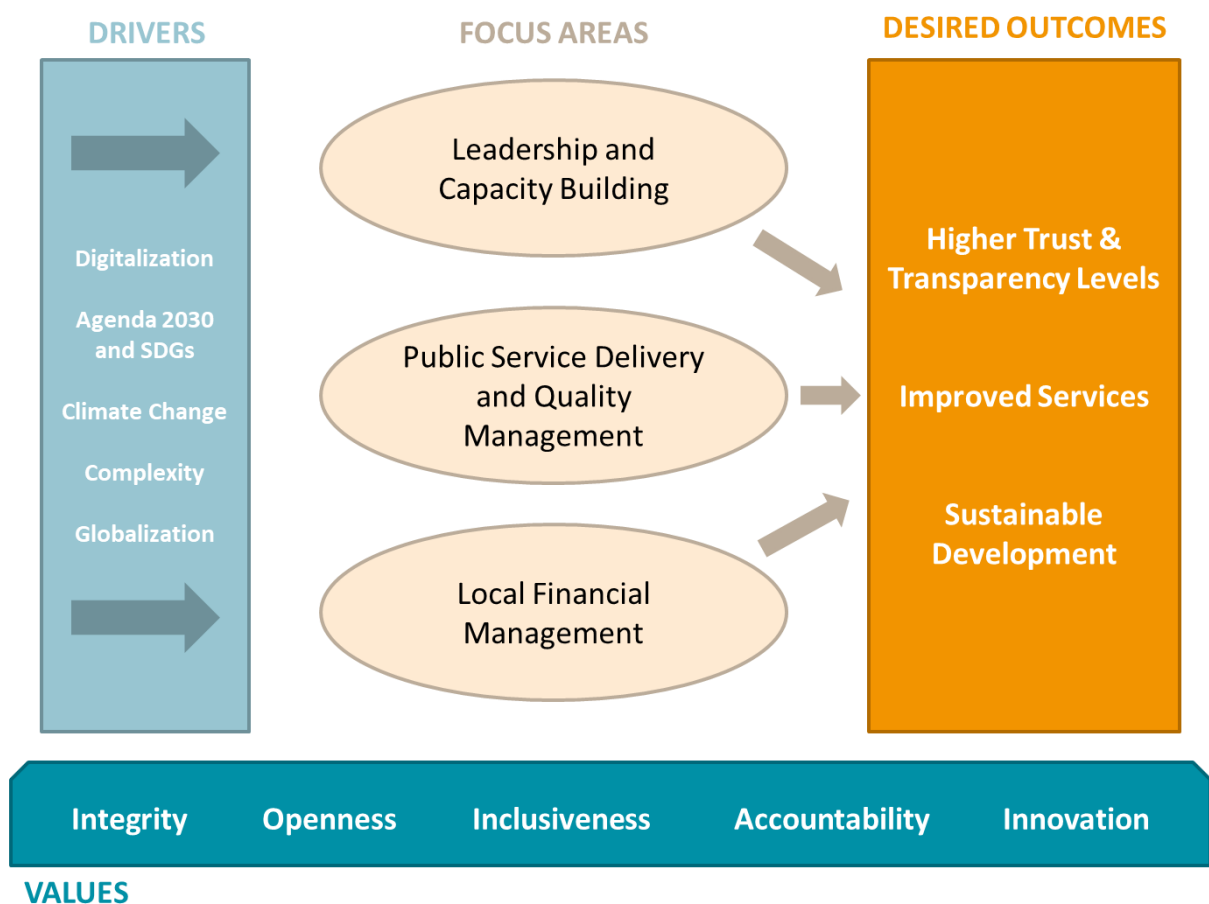 DRIVERS
Digitalization
Agenda 2030
and SDGs
Climate Change
Complexity
Globalization
FOCUS AREAS
Leadership and
Capacity Building
Public Service Delivery
and Quality
Management
Local Financial
Management
DESIRED OUTCOMES
Higher Trust &
Transparency Levels
Improved Services
Sustainable
Development
Integrity
Openness
Inclusiveness
Accountability
Innovation
VALUES